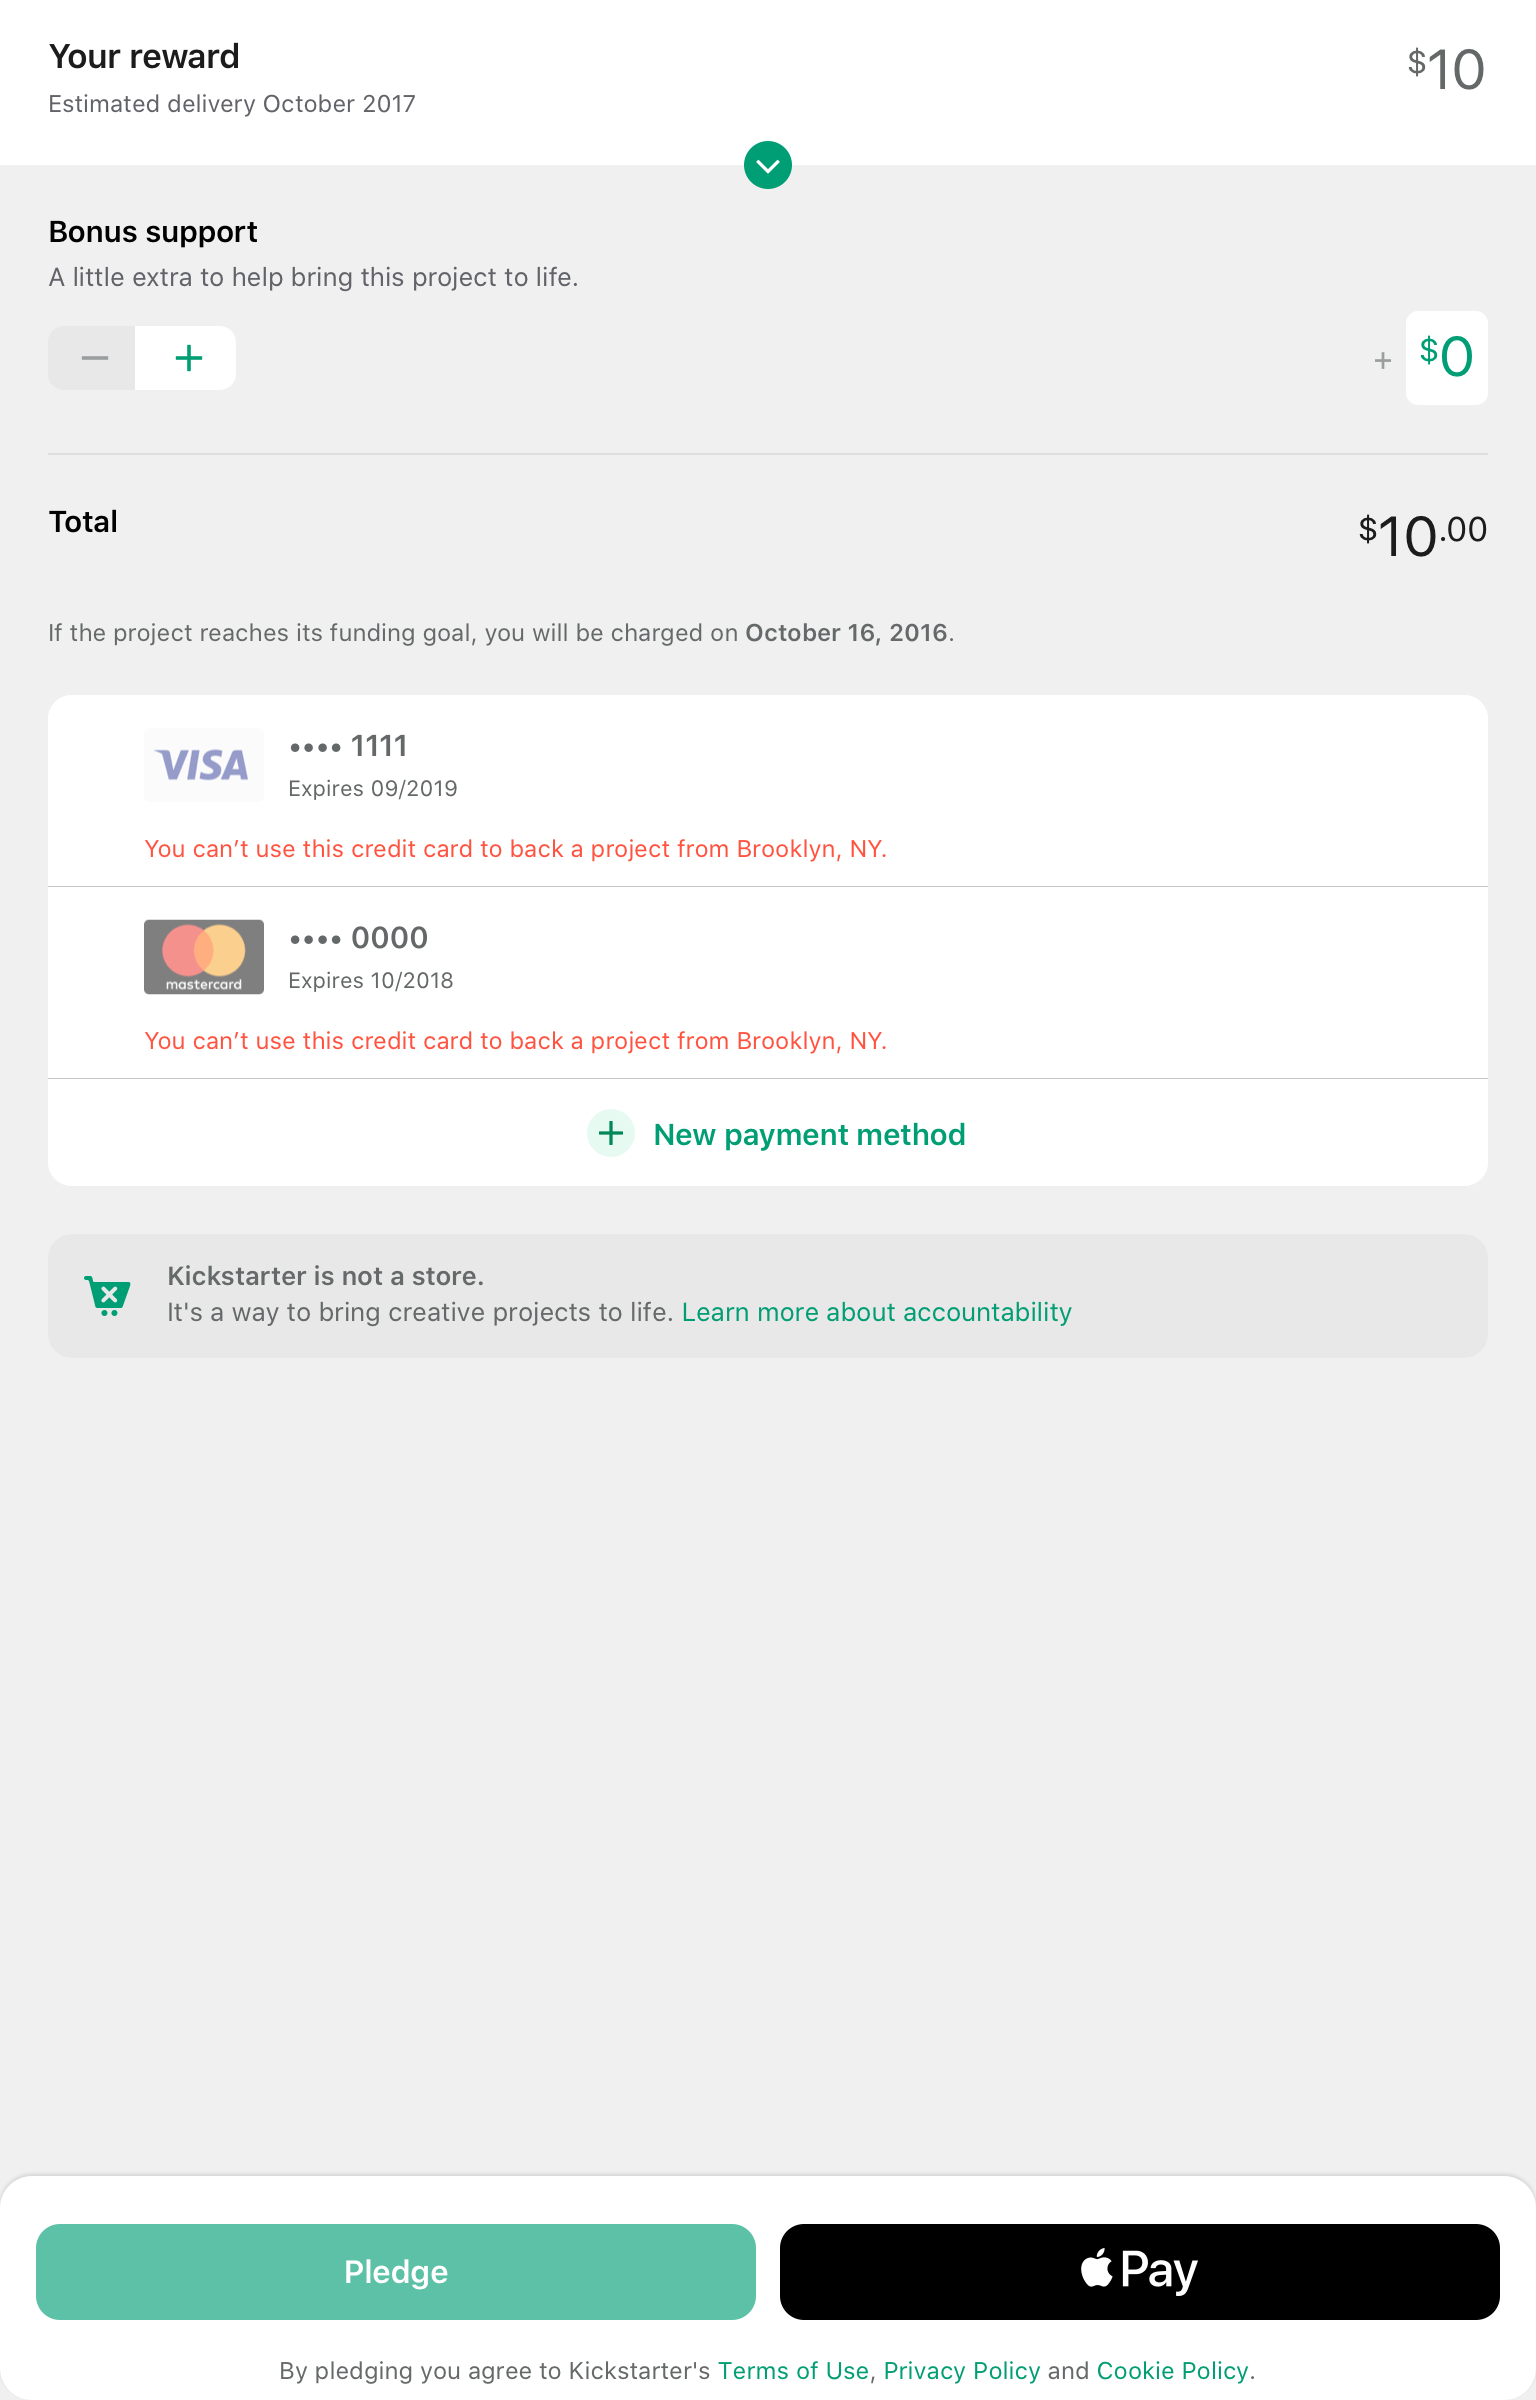 Your reward
$10
Estimated delivery October 2017
Bonus support
A little extra to help bring this project to life.
− +
+ $0
Total
$10.00
If the project reaches its funding goal, you will be charged on October 16, 2016.
VISA
•••• 1111
Expires 09/2019
You can’t use this credit card to back a project from Brooklyn, NY.
mastercard
•••• 0000
Expires 10/2018
You can’t use this credit card to back a project from Brooklyn, NY.
+ New payment method
Kickstarter is not a store.
It's a way to bring creative projects to life. Learn more about accountability
Pledge
Pay
By pledging you agree to Kickstarter's Terms of Use, Privacy Policy and Cookie Policy.